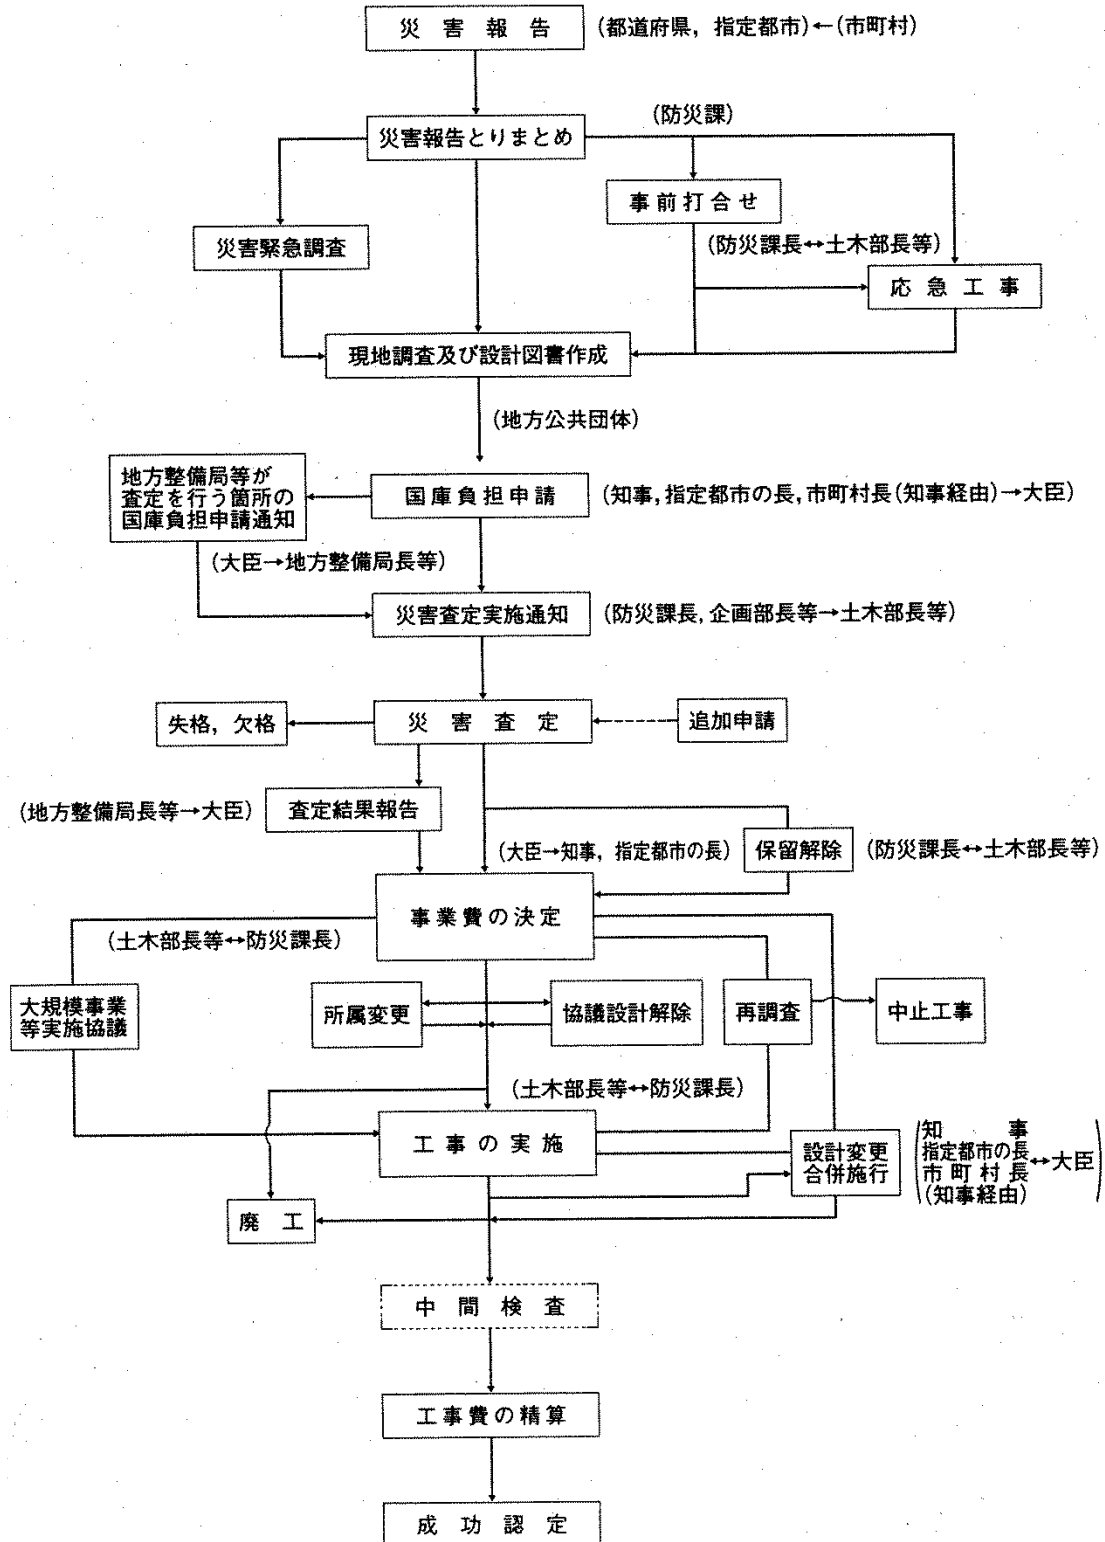 災害報告 (都道府県, 指定都市)←(市町村)
(防災課)
災害報告とりまとめ
事前打合せ
災害緊急調査
(防災課長↔土木部長等)
応急工事
現地調査及び設計図書作成
(地方公共団体)
地方整備局等が
査定を行う箇所の
国庫負担申請通知
国庫負担申請 (知事, 指定都市の長, 市町村長(知事経由)→大臣)
(大臣→地方整備局長等)
災害査定実施通知 (防災課長, 企画部長等→土木部長等)
失格, 欠格
災害査定
追加申請
(地方整備局長等→大臣) 査定結果報告
(大臣→知事, 指定都市の長)
保留解除 (防災課長↔土木部長等)
事業費の決定
(土木部長等↔防災課長)
大規模事業
等実施協議
所属変更
協議設計解除
再調査
中止工事
(土木部長等↔防災課長)
工事の実施
設計変更
合併施行
(知事
指定都市の長
市町村長
(知事経由)
↔大臣)
廃工
中間検査
工事費の精算
成功認定